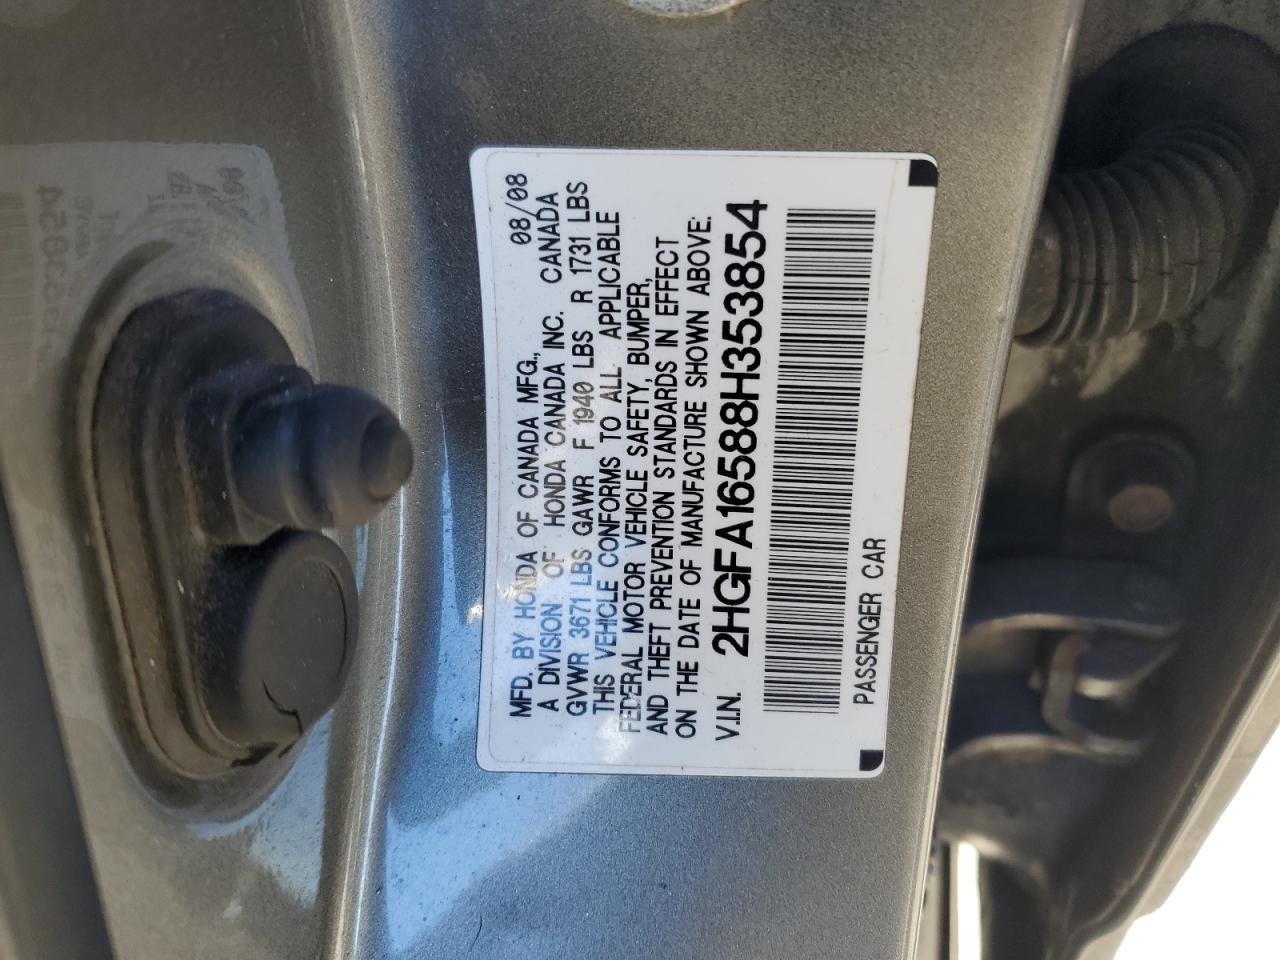 MFD. BY HONDA OF CANADA MFG., 08/08
A DIVISION OF HONDA CANADA INC. CANADA
GVWR 3671 LBS GAWR F 1940 LBS R 1731 LBS
THIS VEHICLE CONFORMS TO ALL APPLICABLE
FEDERAL MOTOR VEHICLE SAFETY, BUMPER,
AND THEFT PREVENTION STANDARDS IN EFFECT
ON THE DATE OF MANUFACTURE SHOWN ABOVE.
V.I.N. 2HGFA16588H353854
PASSENGER CAR